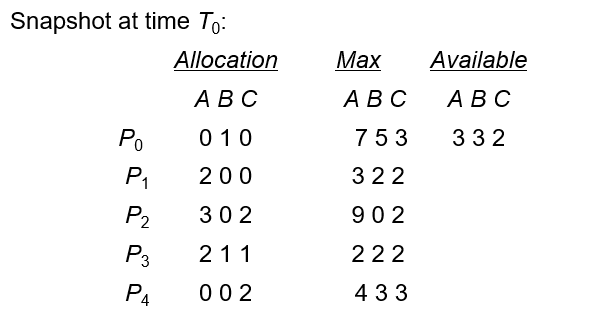 Snapshot at time T0:
Allocation Max Available
A B C A B C A B C
P0 0 1 0 7 5 3 3 3 2
P1 2 0 0 3 2 2
P2 3 0 2 9 0 2
P3 2 1 1 2 2 2
P4 0 0 2 4 3 3